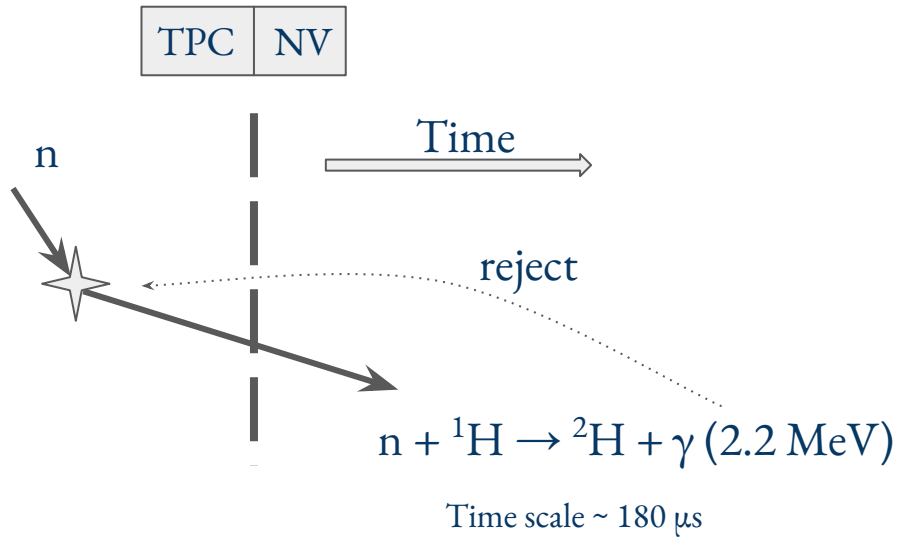 TPC NV
n
Time
reject
n + ¹H → ²H + γ (2.2 MeV)
Time scale ~ 180 μs